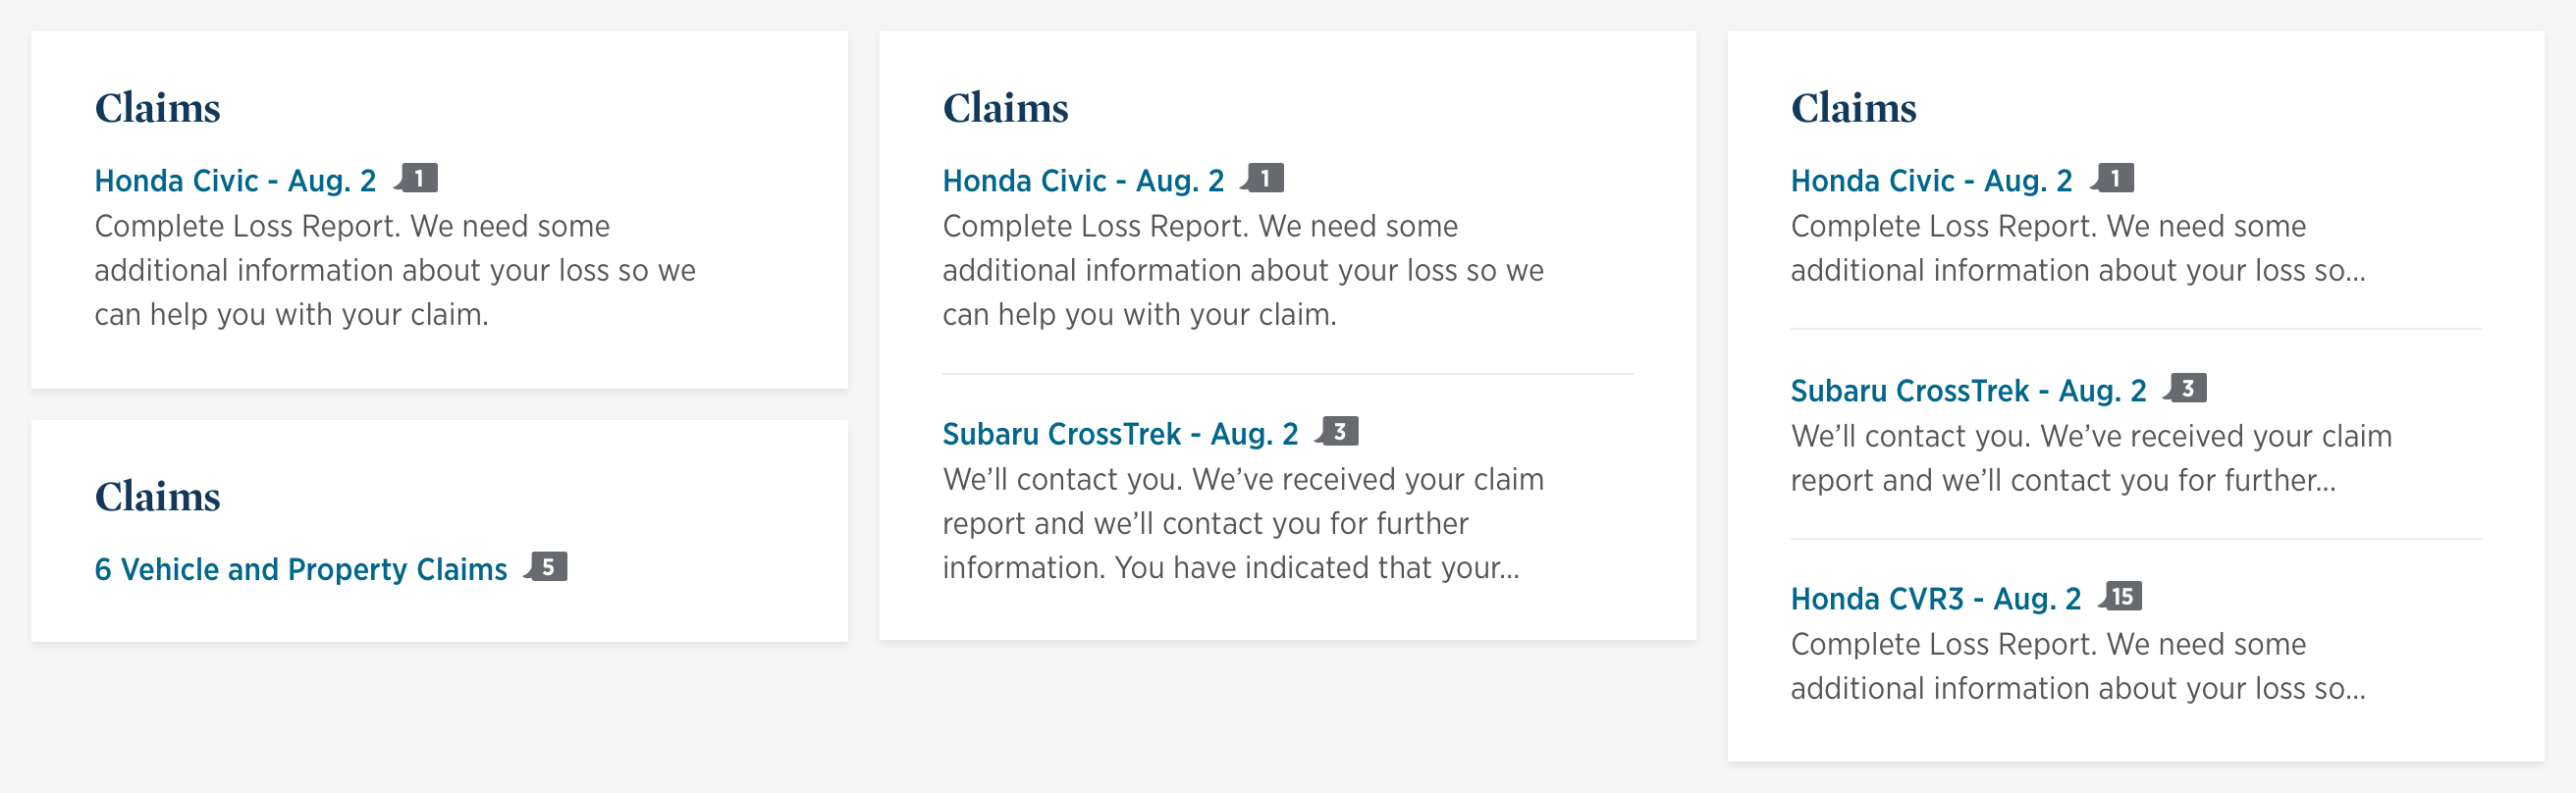 Claims
Honda Civic - Aug. 2 1
Complete Loss Report. We need some
additional information about your loss so we
can help you with your claim.
Claims
6 Vehicle and Property Claims 5
Claims
Honda Civic - Aug. 2 1
Complete Loss Report. We need some
additional information about your loss so we
can help you with your claim.
Subaru CrossTrek - Aug. 2 3
We’ll contact you. We’ve received your claim
report and we’ll contact you for further
information. You have indicated that your...
Claims
Honda Civic - Aug. 2 1
Complete Loss Report. We need some
additional information about your loss so...
Subaru CrossTrek - Aug. 2 3
We’ll contact you. We’ve received your claim
report and we’ll contact you for further...
Honda CVR3 - Aug. 2 15
Complete Loss Report. We need some
additional information about your loss so...